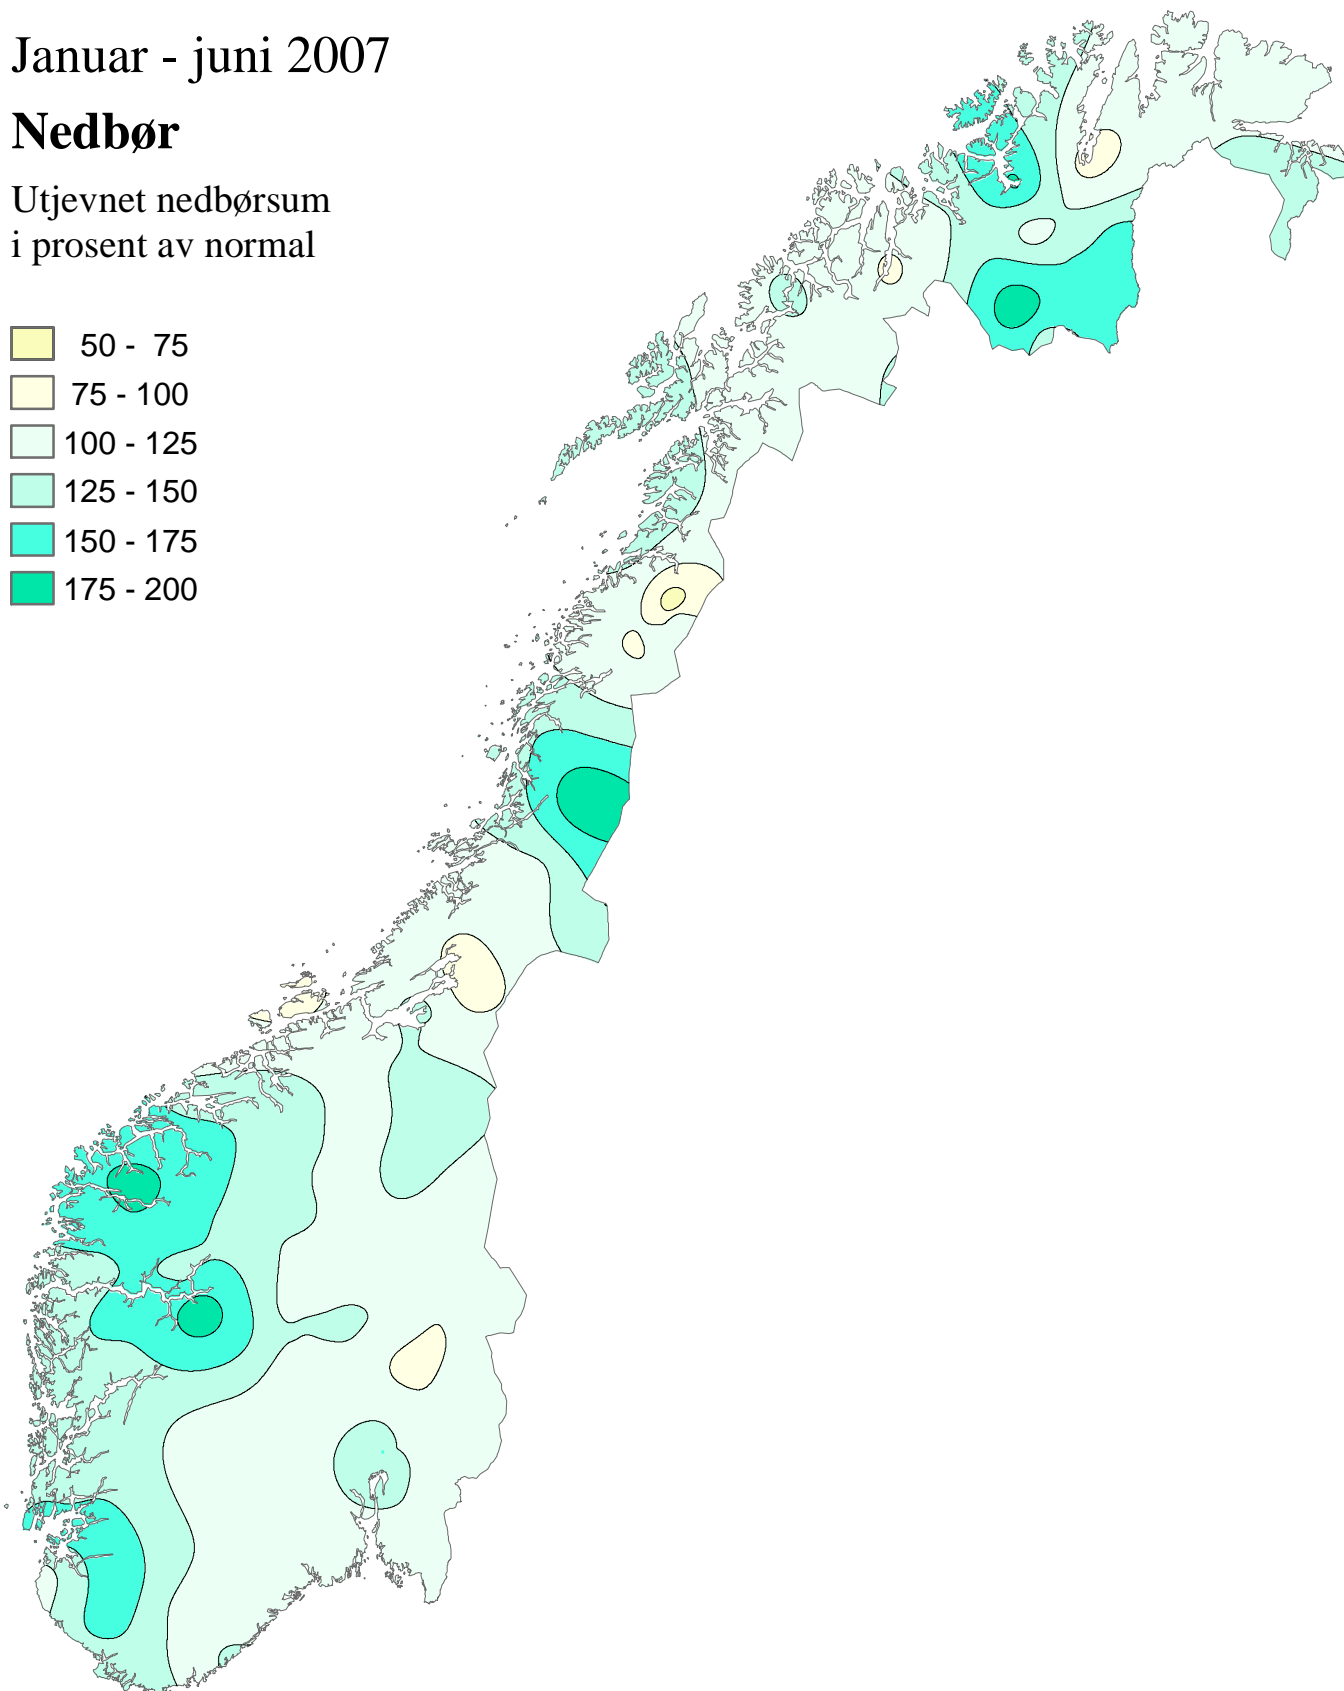 Januar - juni 2007
Nedbør
Utjevnet nedbørsum
i prosent av normal
50 - 75
75 - 100
100 - 125
125 - 150
150 - 175
175 - 200